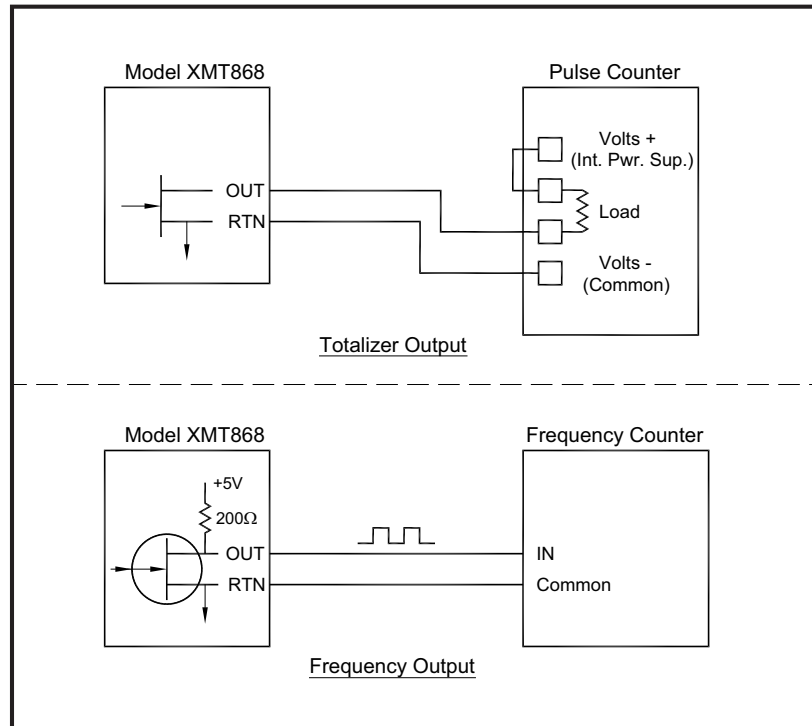 Model XMT868
Pulse Counter
Volts +
(Int. Pwr. Sup.)
OUT
Load
RTN
Volts -
(Common)
Totalizer Output
Model XMT868
Frequency Counter
+5V
200Ω
OUT
IN
RTN
Common
Frequency Output